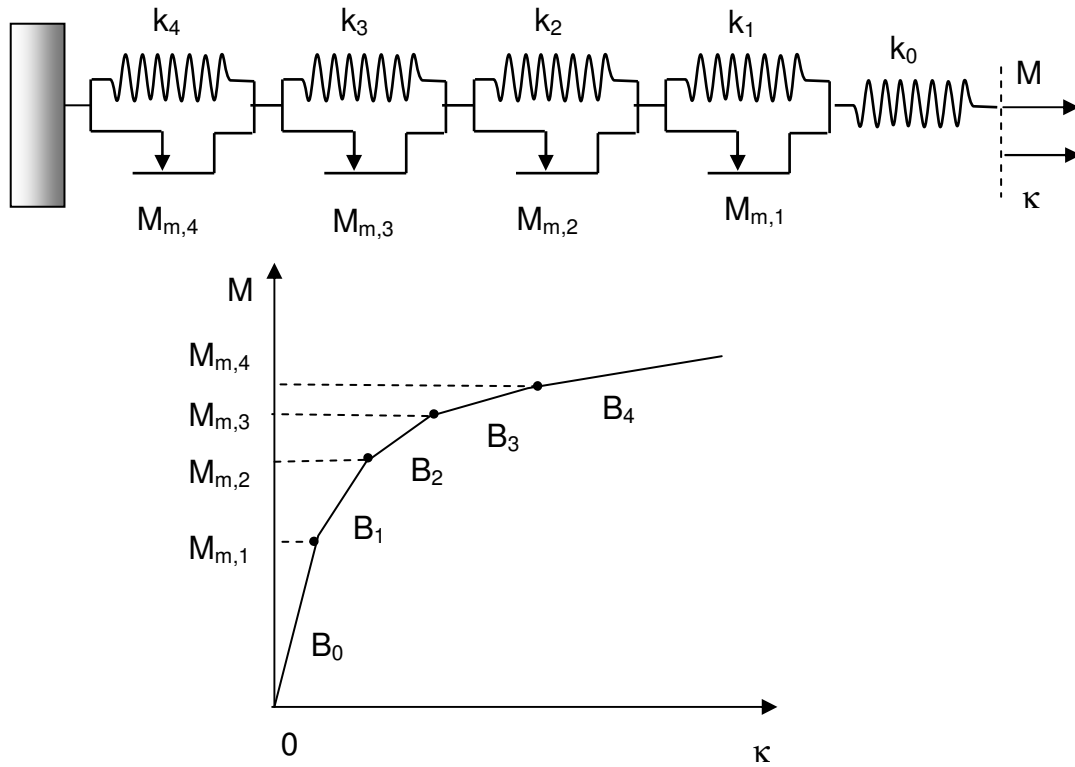 k₄ k₃ k₂ k₁ k₀
M
Mₘ,₄ Mₘ,₃ Mₘ,₂ Mₘ,₁ κ
M
Mₘ,₄
Mₘ,₃ B₄
B₃
Mₘ,₂ B₂
B₁
Mₘ,₁
B₀
0 κ